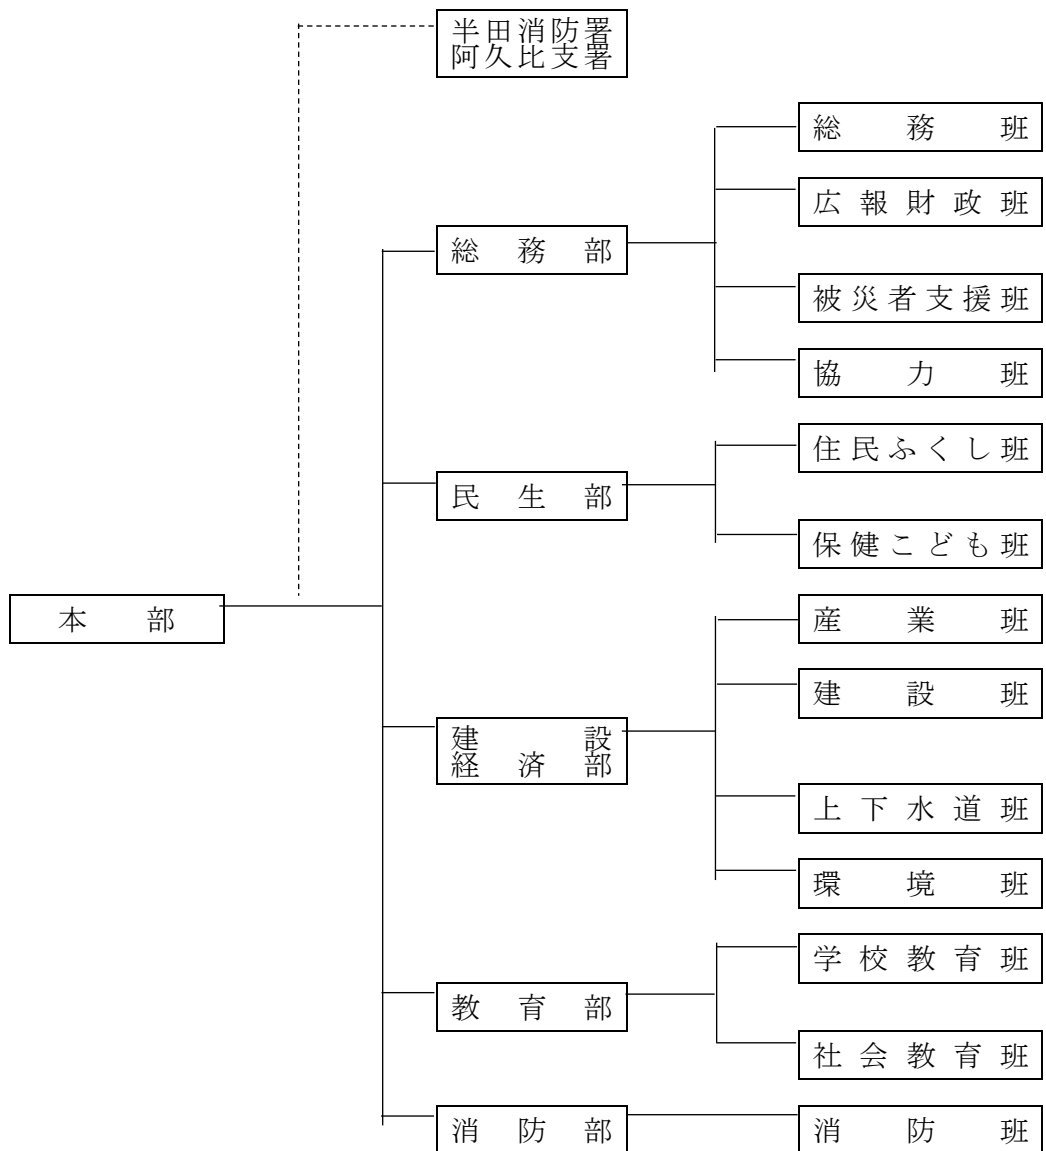 半田消防署
阿久比支署
総務班
広報財政班
総務部
被災者支援班
協力班
住民ふくし班
民生部
保健こども班
本部
産業班
建設班
建設
経済部
上下水道班
環境班
学校教育班
教育部
社会教育班
消防部
消防班